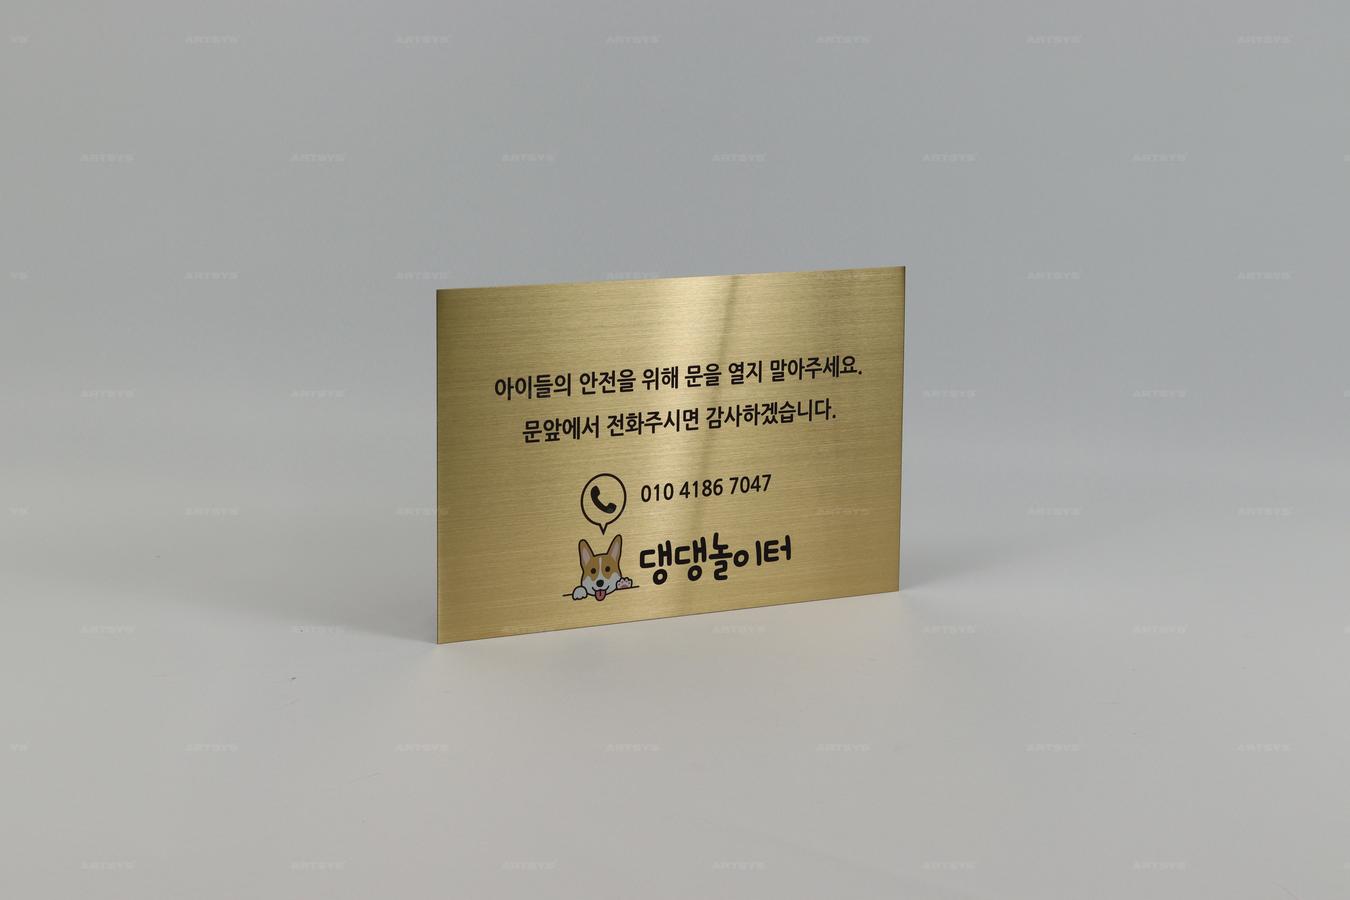 아이들의 안전을 위해 문을 열지 말아주세요.
문앞에서 전화주시면 감사하겠습니다.
010 4186 7047
댕댕놀이터
ARTSYS